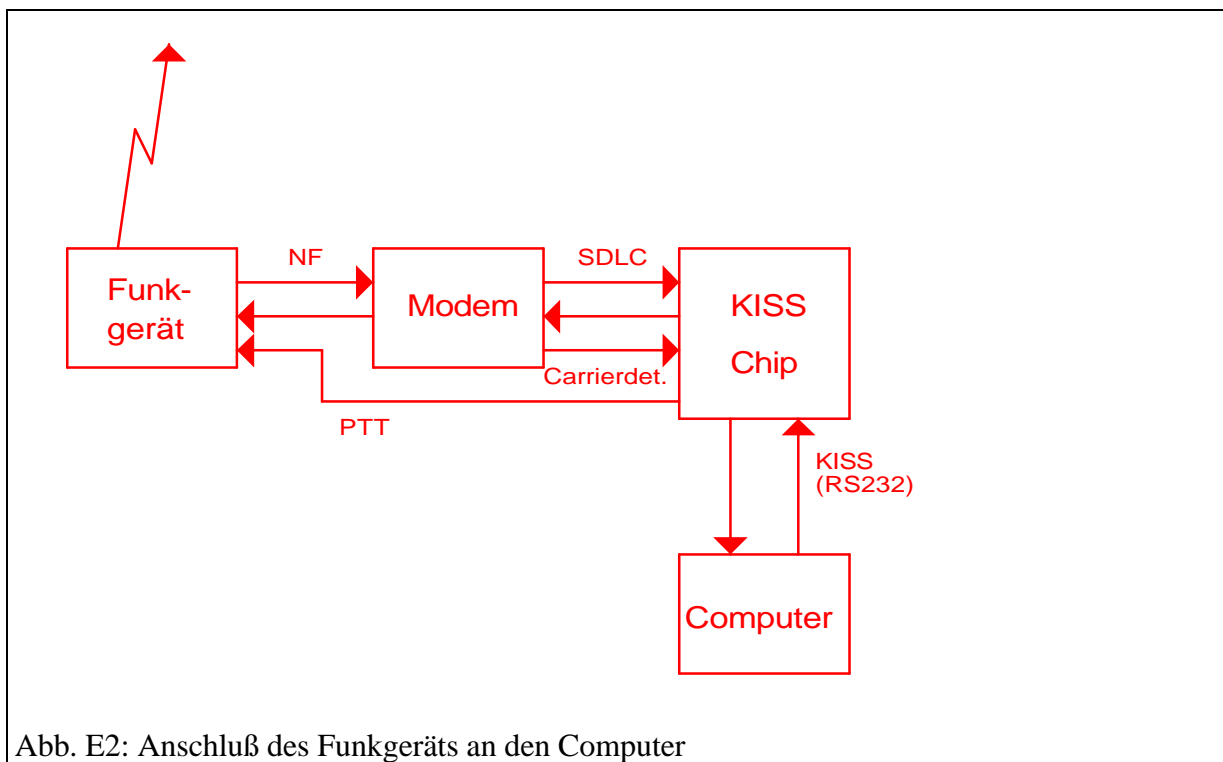 NF
SDLC
Funk-
gerät
Modem
KISS
Chip
Carrierdet.
PTT
KISS
(RS232)
Computer
Abb. E2: Anschluß des Funkgeräts an den Computer